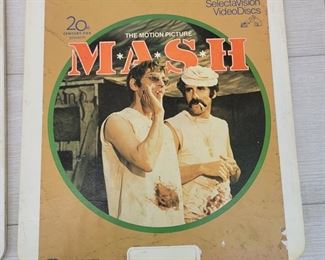 SelectaVision
VideoDiscs
20th
CENTURY-FOX
THE MOTION PICTURE
M*A*S*H